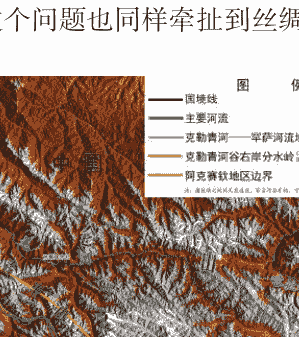 个问题也同样牵扯到丝绸
图 例
国境线
主要河流
克勒青河——罕萨河流域
克勒青河谷右岸分水岭
阿克赛钦地区边界
中 国